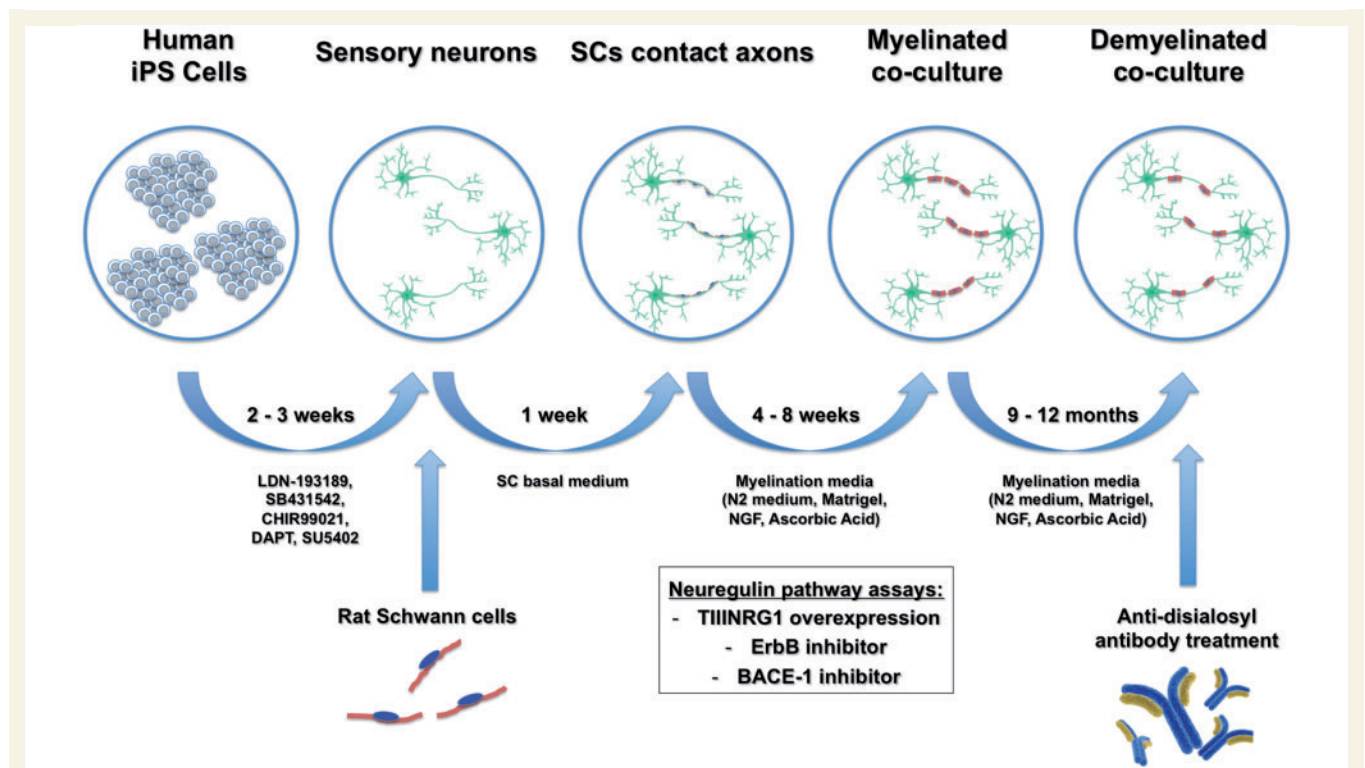 Human
iPS Cells
Sensory neurons
SCs contact axons
Myelinated
co-culture
Demyelinated
co-culture
2 - 3 weeks
1 week
4 - 8 weeks
9 - 12 months
LDN-193189,
SB431542,
CHIR99021,
DAPT, SU5402
SC basal medium
Myelination media
(N2 medium, Matrigel,
NGF, Ascorbic Acid)
Myelination media
(N2 medium, Matrigel,
NGF, Ascorbic Acid)
Rat Schwann cells
Neuregulin pathway assays:
- TIIINRG1 overexpression
- ErbB inhibitor
- BACE-1 inhibitor
Anti-disialosyl
antibody treatment